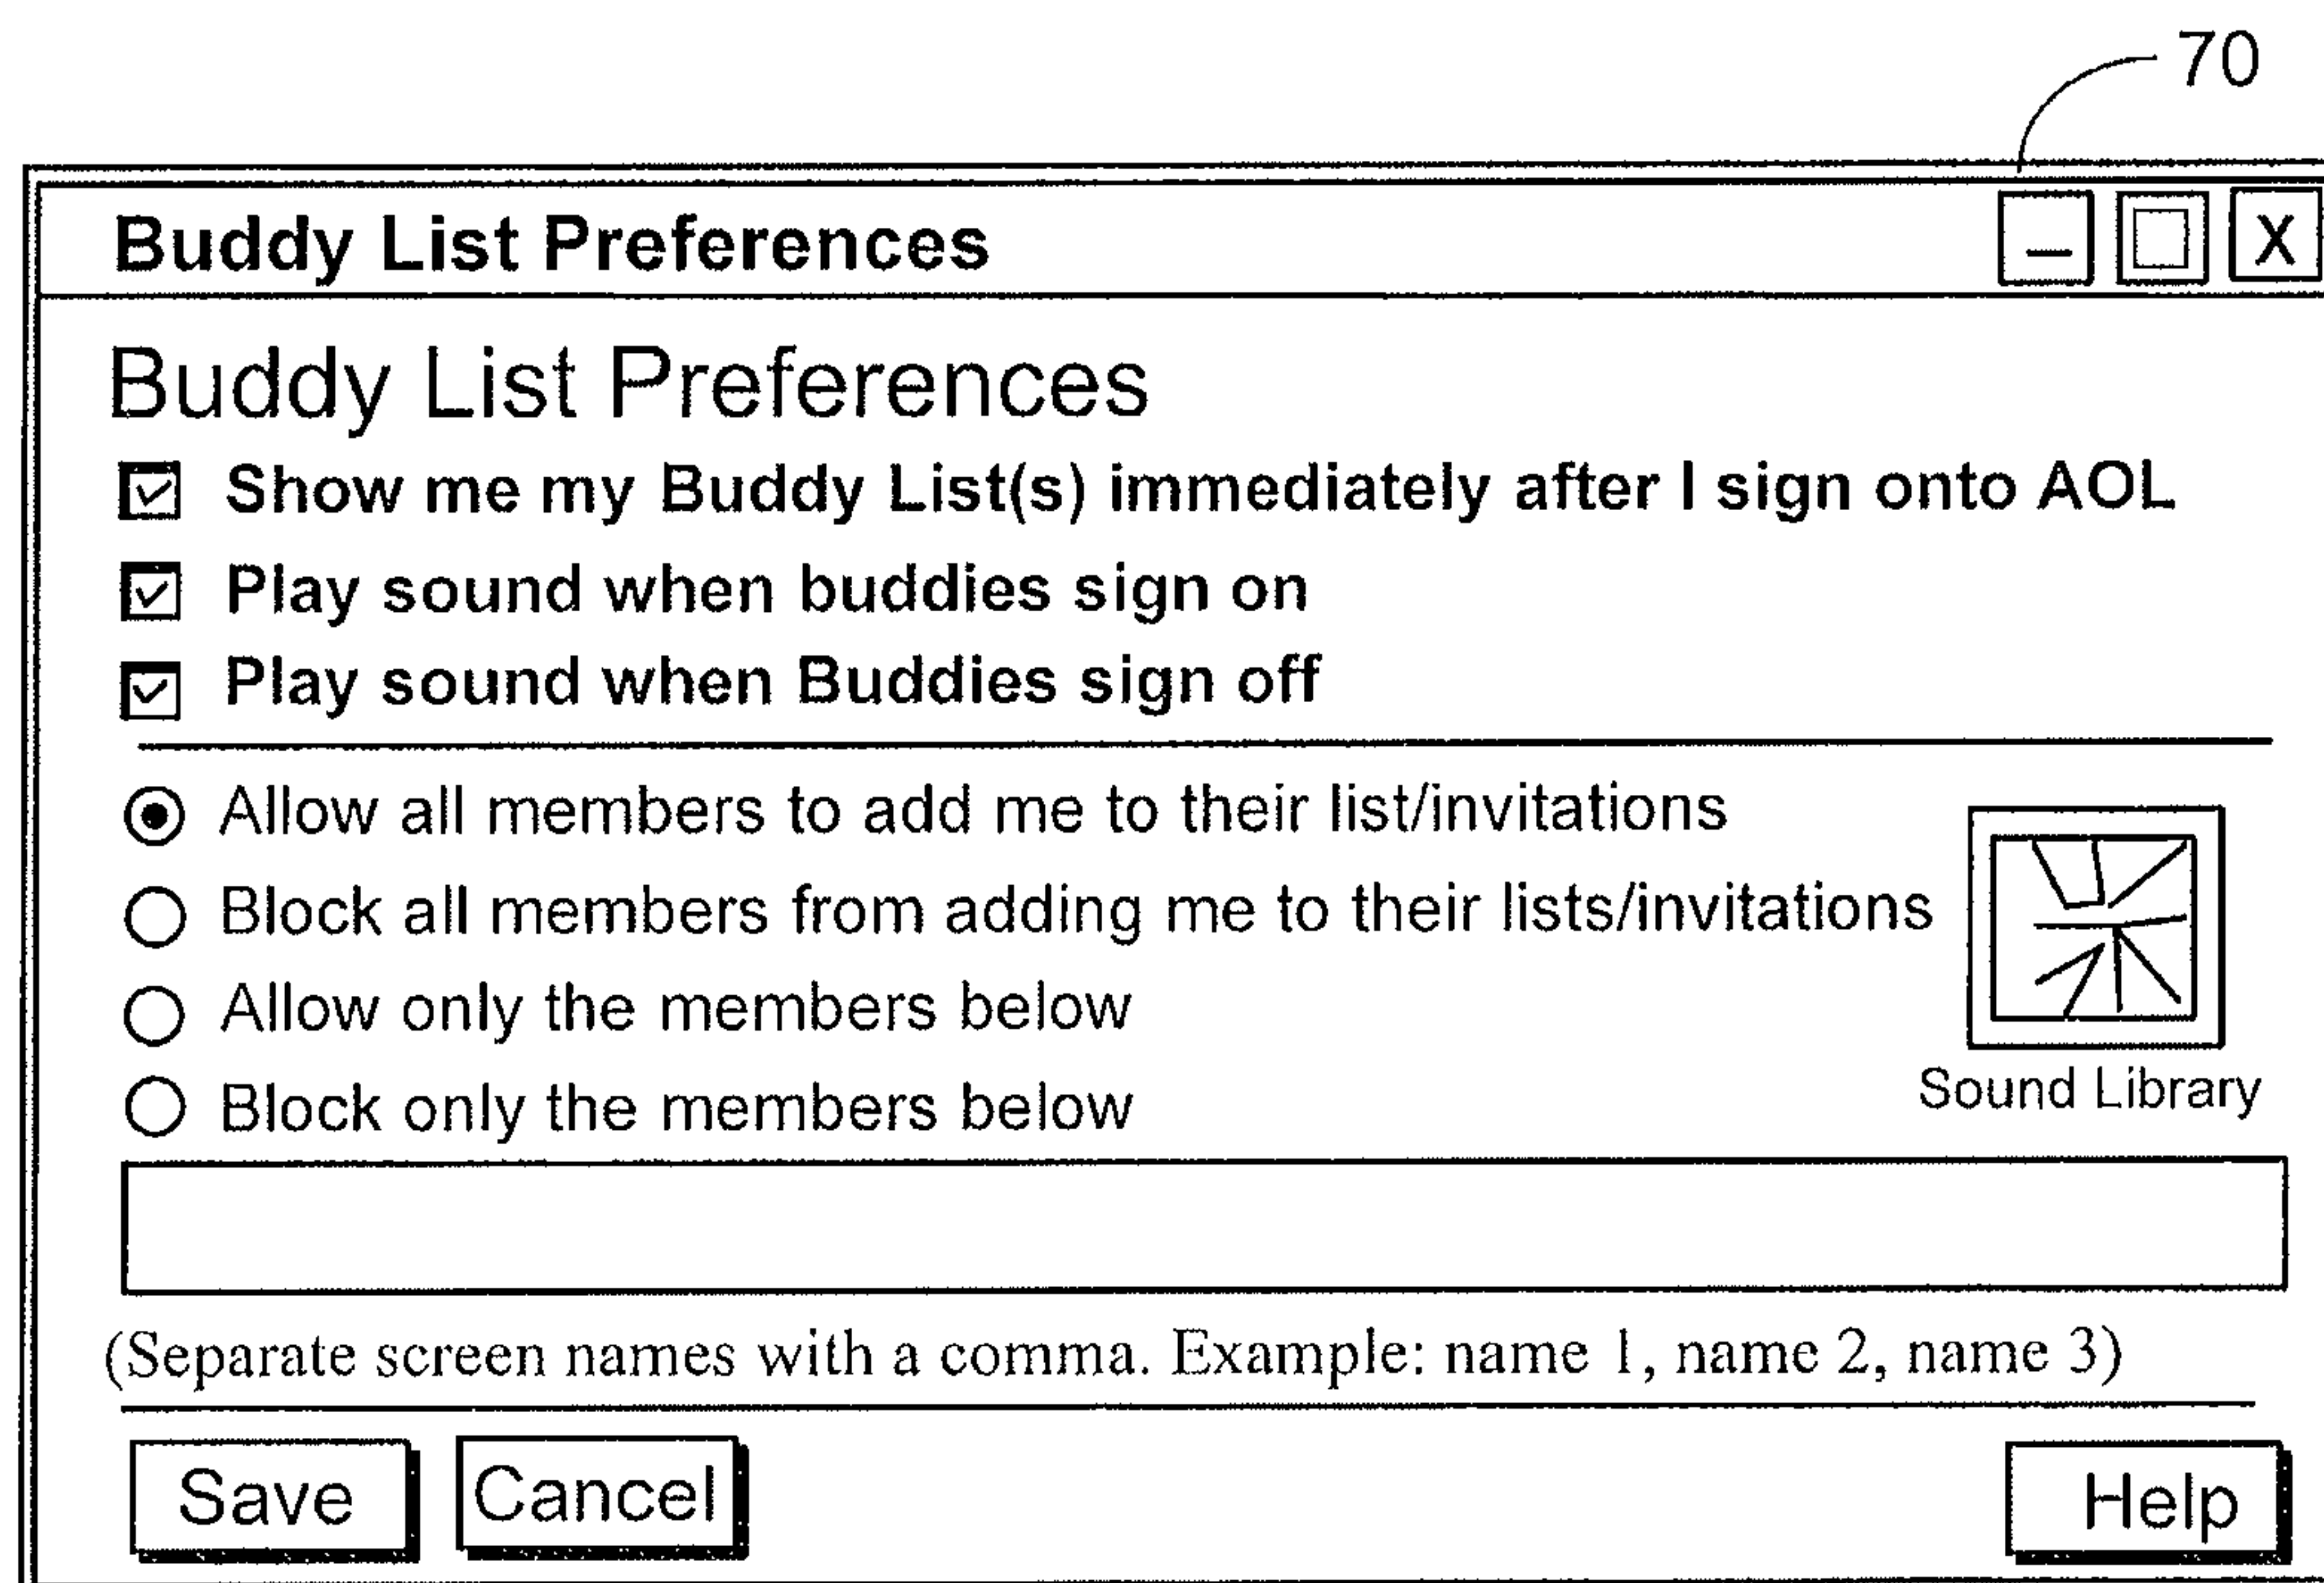 70
Buddy List Preferences
Buddy List Preferences
Show me my Buddy List(s) immediately after I sign onto AOL
Play sound when buddies sign on
Play sound when Buddies sign off
Allow all members to add me to their list/invitations
Block all members from adding me to their lists/invitations
Allow only the members below
Block only the members below
Sound Library
(Separate screen names with a comma. Example: name 1, name 2, name 3)
Save Cancel Help